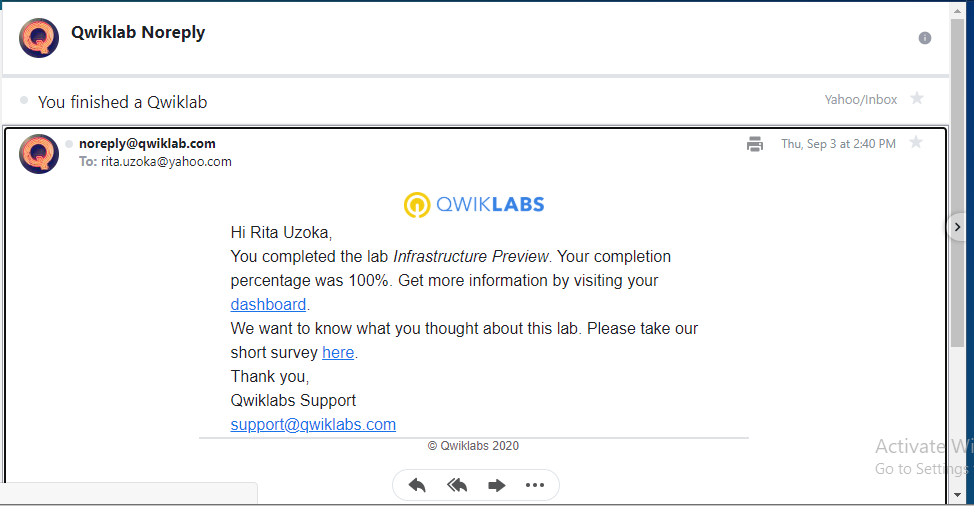 Qwiklab Noreply
You finished a Qwiklab
Yahoo/Inbox
noreply@qwiklab.com
Thu, Sep 3 at 2:40 PM
To: rita.uzoka@yahoo.com
QWIKLABS
Hi Rita Uzoka,
You completed the lab Infrastructure Preview. Your completion
percentage was 100%. Get more information by visiting your
dashboard.
We want to know what you thought about this lab. Please take our
short survey here.
Thank you,
Qwiklabs Support
support@qwiklabs.com
© Qwiklabs 2020
Activate Wi
Go to Settings